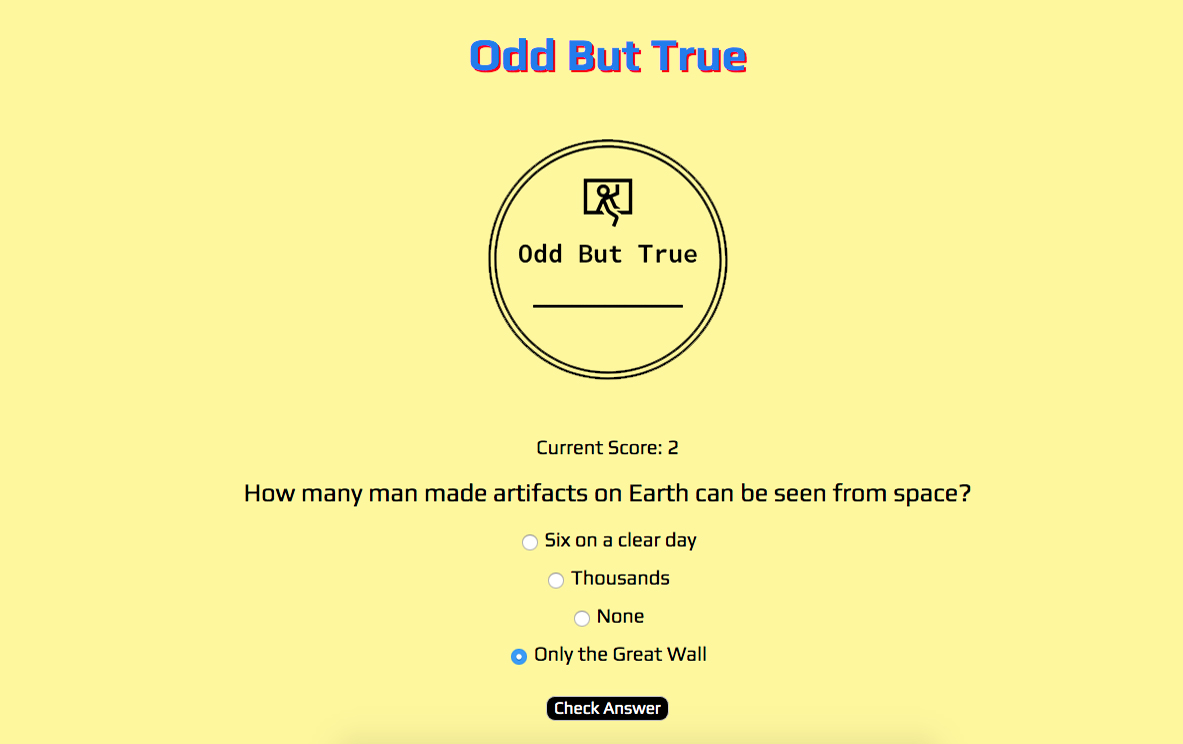 Odd But True
Odd But True
Current Score: 2
How many man made artifacts on Earth can be seen from space?
Six on a clear day
Thousands
None
Only the Great Wall
Check Answer